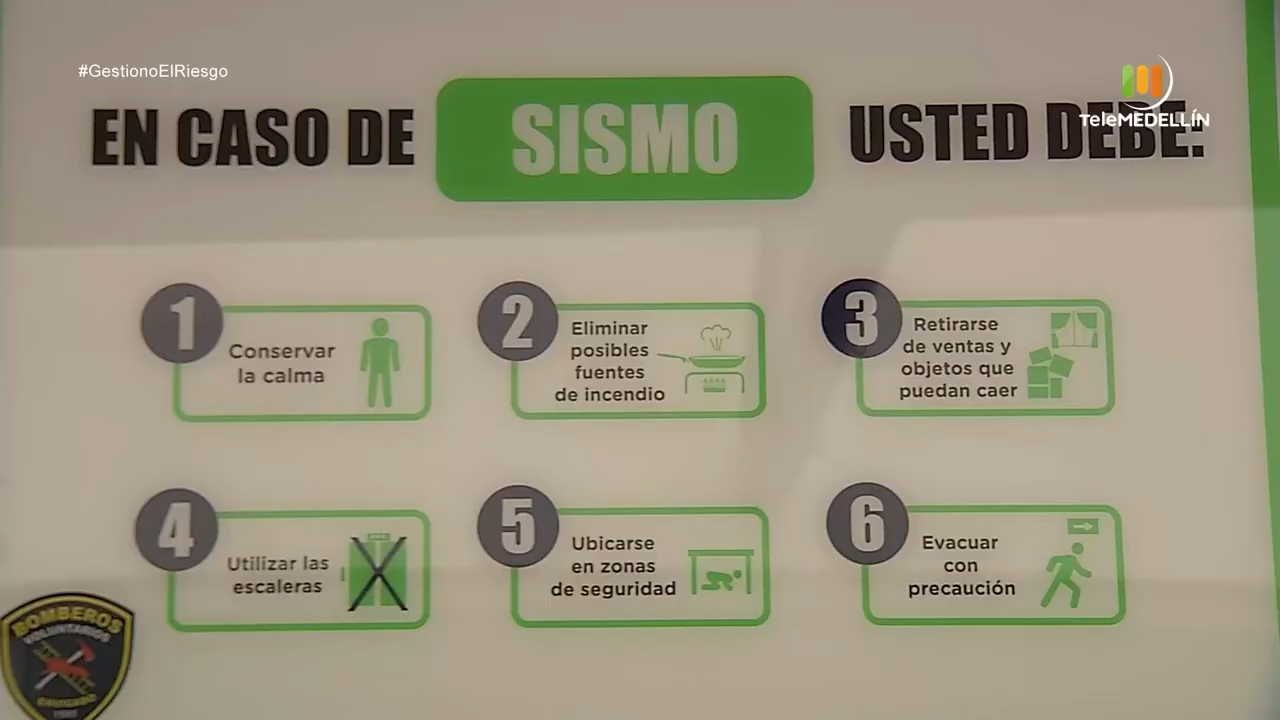 #GestionoElRiesgo
TeleMEDELLÍN
EN CASO DE SISMO USTED DEBE:
1
Conservar
la calma
2
Eliminar
posibles
fuentes
de incendio
3
Retirarse
de ventas y
objetos que
puedan caer
4
Utilizar las
escaleras
5
Ubicarse
en zonas
de seguridad
6
Evacuar
con
precaución
BOMBEROS
VOLUNTARIOS
ENVIGADO